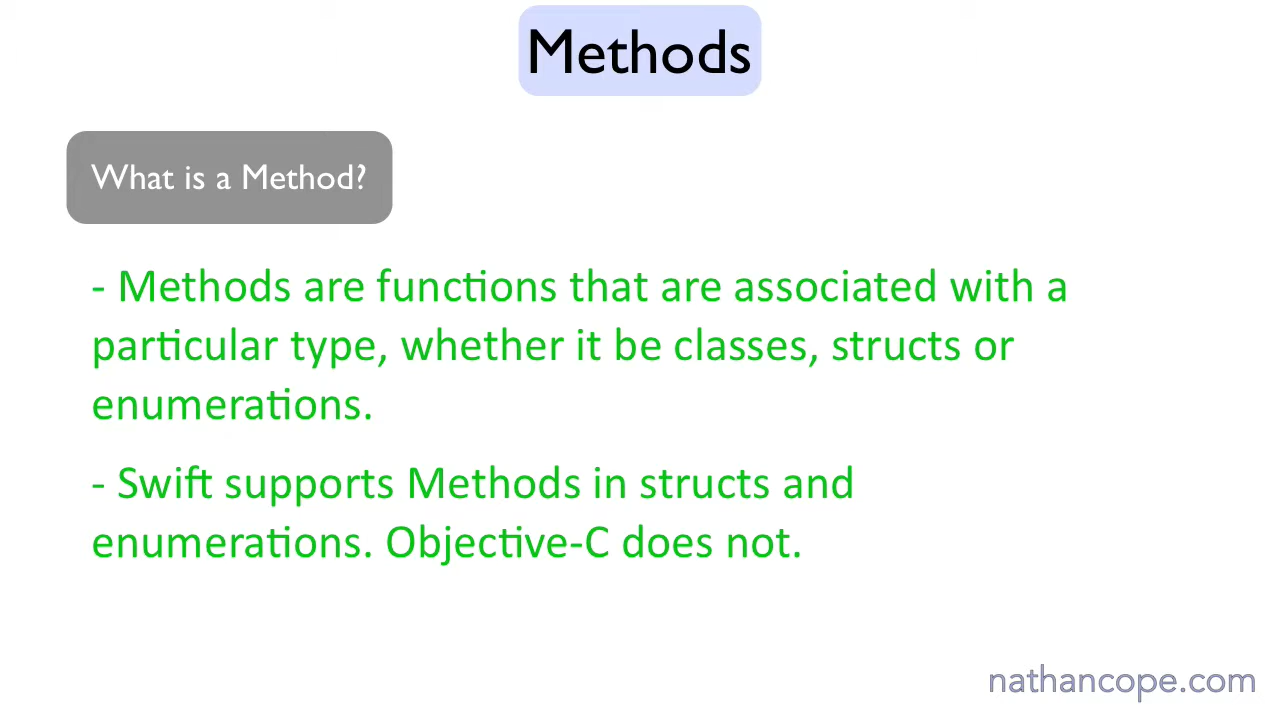 Methods
What is a Method?
- Methods are functions that are associated with a
particular type, whether it be classes, structs or
enumerations.
- Swift supports Methods in structs and
enumerations. Objective-C does not.
nathancope.com